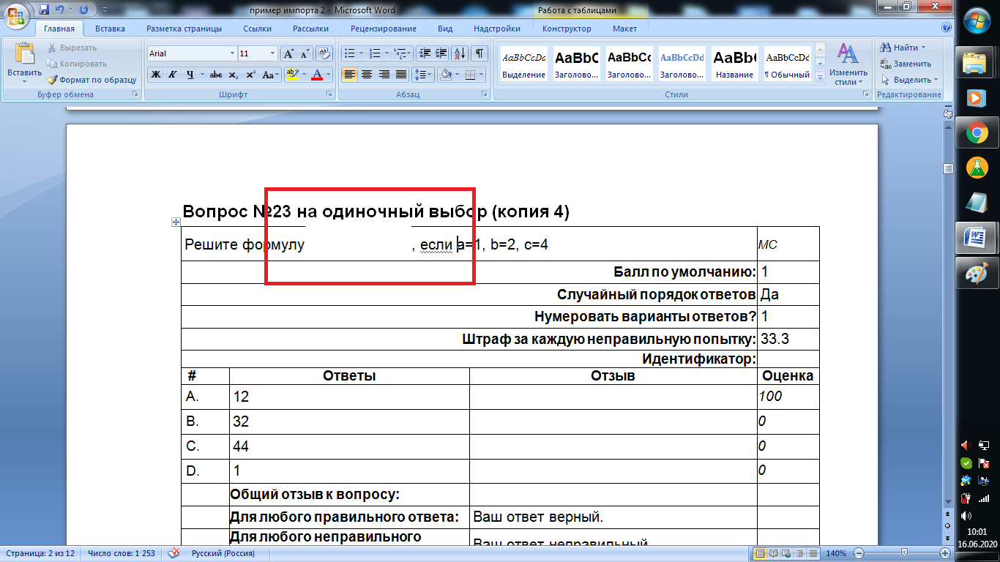 пример импорта 2 - Microsoft Word
Работа с таблицами
Главная Вставка Разметка страницы Ссылки Рассылки Рецензирование Вид Надстройки Конструктор Макет
Вставить
Вырезать
Копировать
Формат по образцу
Буфер обмена
Arial 11
Ж К Ч abc x₂ x² Aa
Шрифт
Абзац
AaBbCcDc AaBbC AaBbCc AaBbCcDd AaBbC AaBbCcDd
Выделение Заголово... Заголово... Заголово... Название ¶ Обычный
Стили
Изменить стили
Найти
Заменить
Выделить
Редактирование
Вопрос №23 на одиночный выбор (копия 4)
Решите формулу , если a=1, b=2, c=4 MC
Балл по умолчанию: 1
Случайный порядок ответов Да
Нумеровать варианты ответов? 1
Штраф за каждую неправильную попытку: 33.3
Идентификатор:
# Ответы Отзыв Оценка
A. 12 100
B. 32 0
C. 44 0
D. 1 0
Общий отзыв к вопросу:
Для любого правильного ответа: Ваш ответ верный.
Для любого неправильного
Ваш ответ неправильный
Страница: 2 из 12 Число слов: 1 253 Русский (Россия) 140%
10:01
16.06.2020